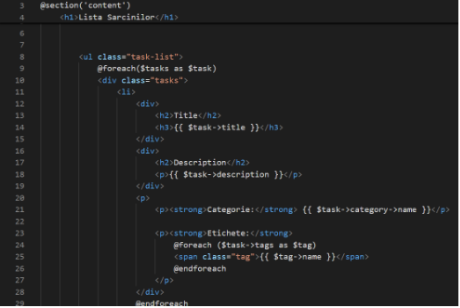 3 @section('content')
4 <h1>Lista Sarcinilor</h1>
6
7
8 <ul class="task-list">
9 @foreach($tasks as $task)
10 <div class="tasks">
11 <li>
12 <div>
13 <h2>Title</h2>
14 <h3>{{ $task->title }}</h3>
15 </div>
16 <div>
17 <h2>Description</h2>
18 <p>{{ $task->description }}</p>
19 </div>
20 <p>
21 <p><strong>Categorie:</strong> {{ $task->category->name }}</p>
22
23 <p><strong>Etichete:</strong>
24 @foreach ($task->tags as $tag)
25 <span class="tag">{{ $tag->name }}</span>
26 @endforeach
27 </p>
28 </div>
29 @endforeach